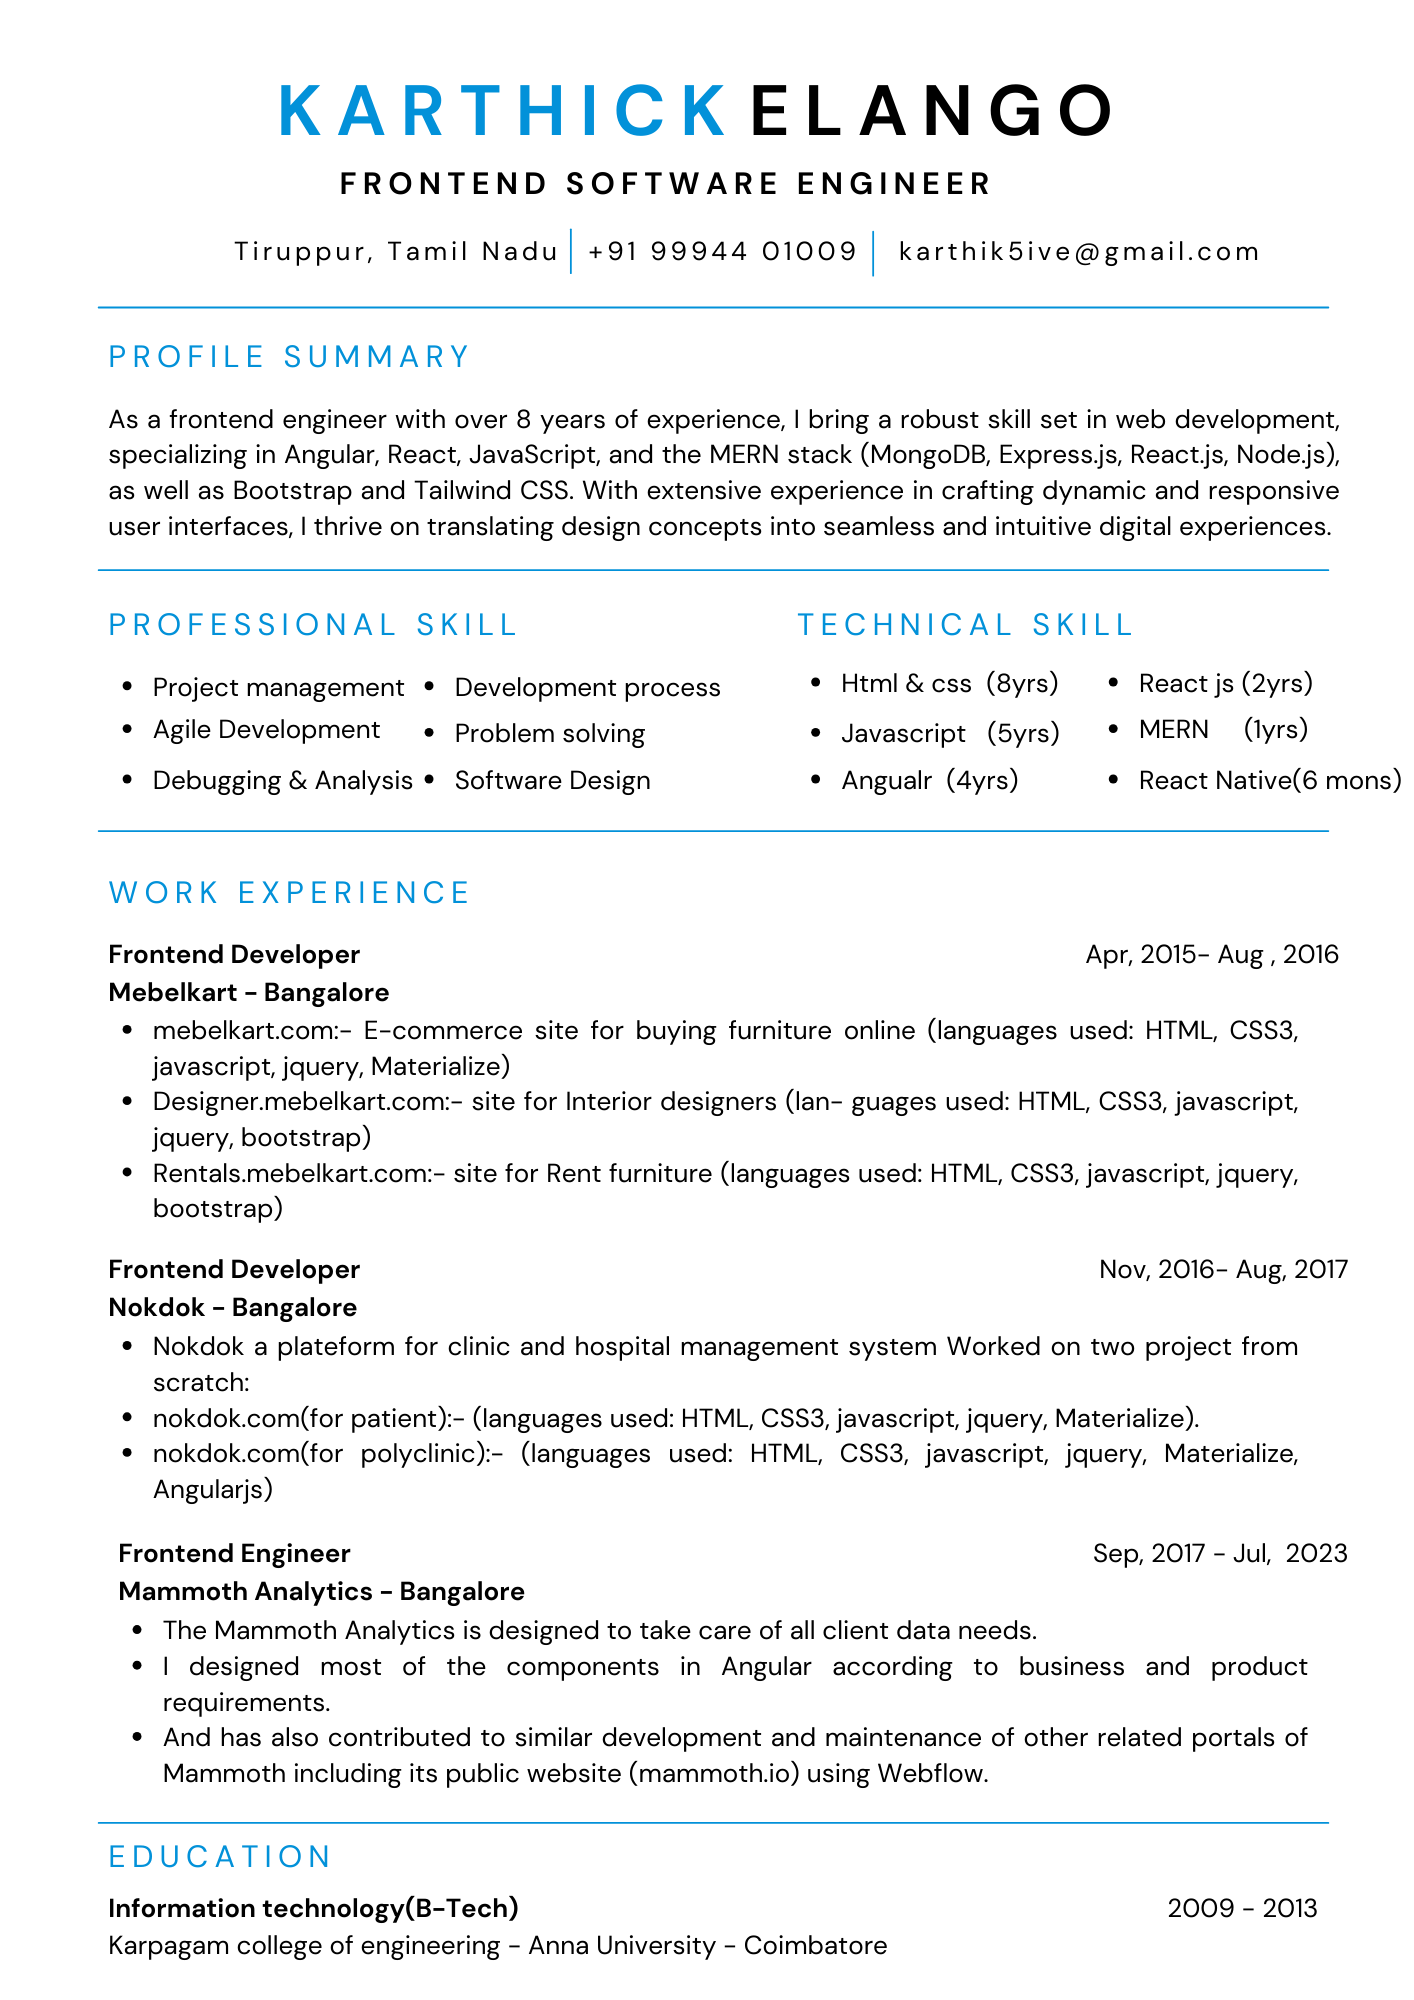 KARTHICK ELANGO
FRONTEND SOFTWARE ENGINEER
Tiruppur, Tamil Nadu +91 99944 01009 karthik5ive@gmail.com
PROFILE SUMMARY
As a frontend engineer with over 8 years of experience, I bring a robust skill set in web development,
specializing in Angular, React, JavaScript, and the MERN stack (MongoDB, Express.js, React.js, Node.js),
as well as Bootstrap and Tailwind CSS. With extensive experience in crafting dynamic and responsive
user interfaces, I thrive on translating design concepts into seamless and intuitive digital experiences.
PROFESSIONAL SKILL
• Project management • Development process
• Agile Development • Problem solving
• Debugging & Analysis • Software Design
TECHNICAL SKILL
• Html & css (8yrs) • React js (2yrs)
• Javascript (5yrs) • MERN (1yrs)
• Angualr (4yrs) • React Native(6 mons)
WORK EXPERIENCE
Frontend Developer Apr, 2015- Aug , 2016
Mebelkart - Bangalore
• mebelkart.com:- E-commerce site for buying furniture online (languages used: HTML, CSS3,
javascript, jquery, Materialize)
• Designer.mebelkart.com:- site for Interior designers (lan- guages used: HTML, CSS3, javascript,
jquery, bootstrap)
• Rentals.mebelkart.com:- site for Rent furniture (languages used: HTML, CSS3, javascript, jquery,
bootstrap)
Frontend Developer Nov, 2016- Aug, 2017
Nokdok - Bangalore
• Nokdok a plateform for clinic and hospital management system Worked on two project from
scratch:
• nokdok.com(for patient):- (languages used: HTML, CSS3, javascript, jquery, Materialize).
• nokdok.com(for polyclinic):- (languages used: HTML, CSS3, javascript, jquery, Materialize,
Angularjs)
Frontend Engineer Sep, 2017 - Jul, 2023
Mammoth Analytics - Bangalore
• The Mammoth Analytics is designed to take care of all client data needs.
• I designed most of the components in Angular according to business and product
requirements.
• And has also contributed to similar development and maintenance of other related portals of
Mammoth including its public website (mammoth.io) using Webflow.
EDUCATION
Information technology(B-Tech) 2009 - 2013
Karpagam college of engineering - Anna University - Coimbatore